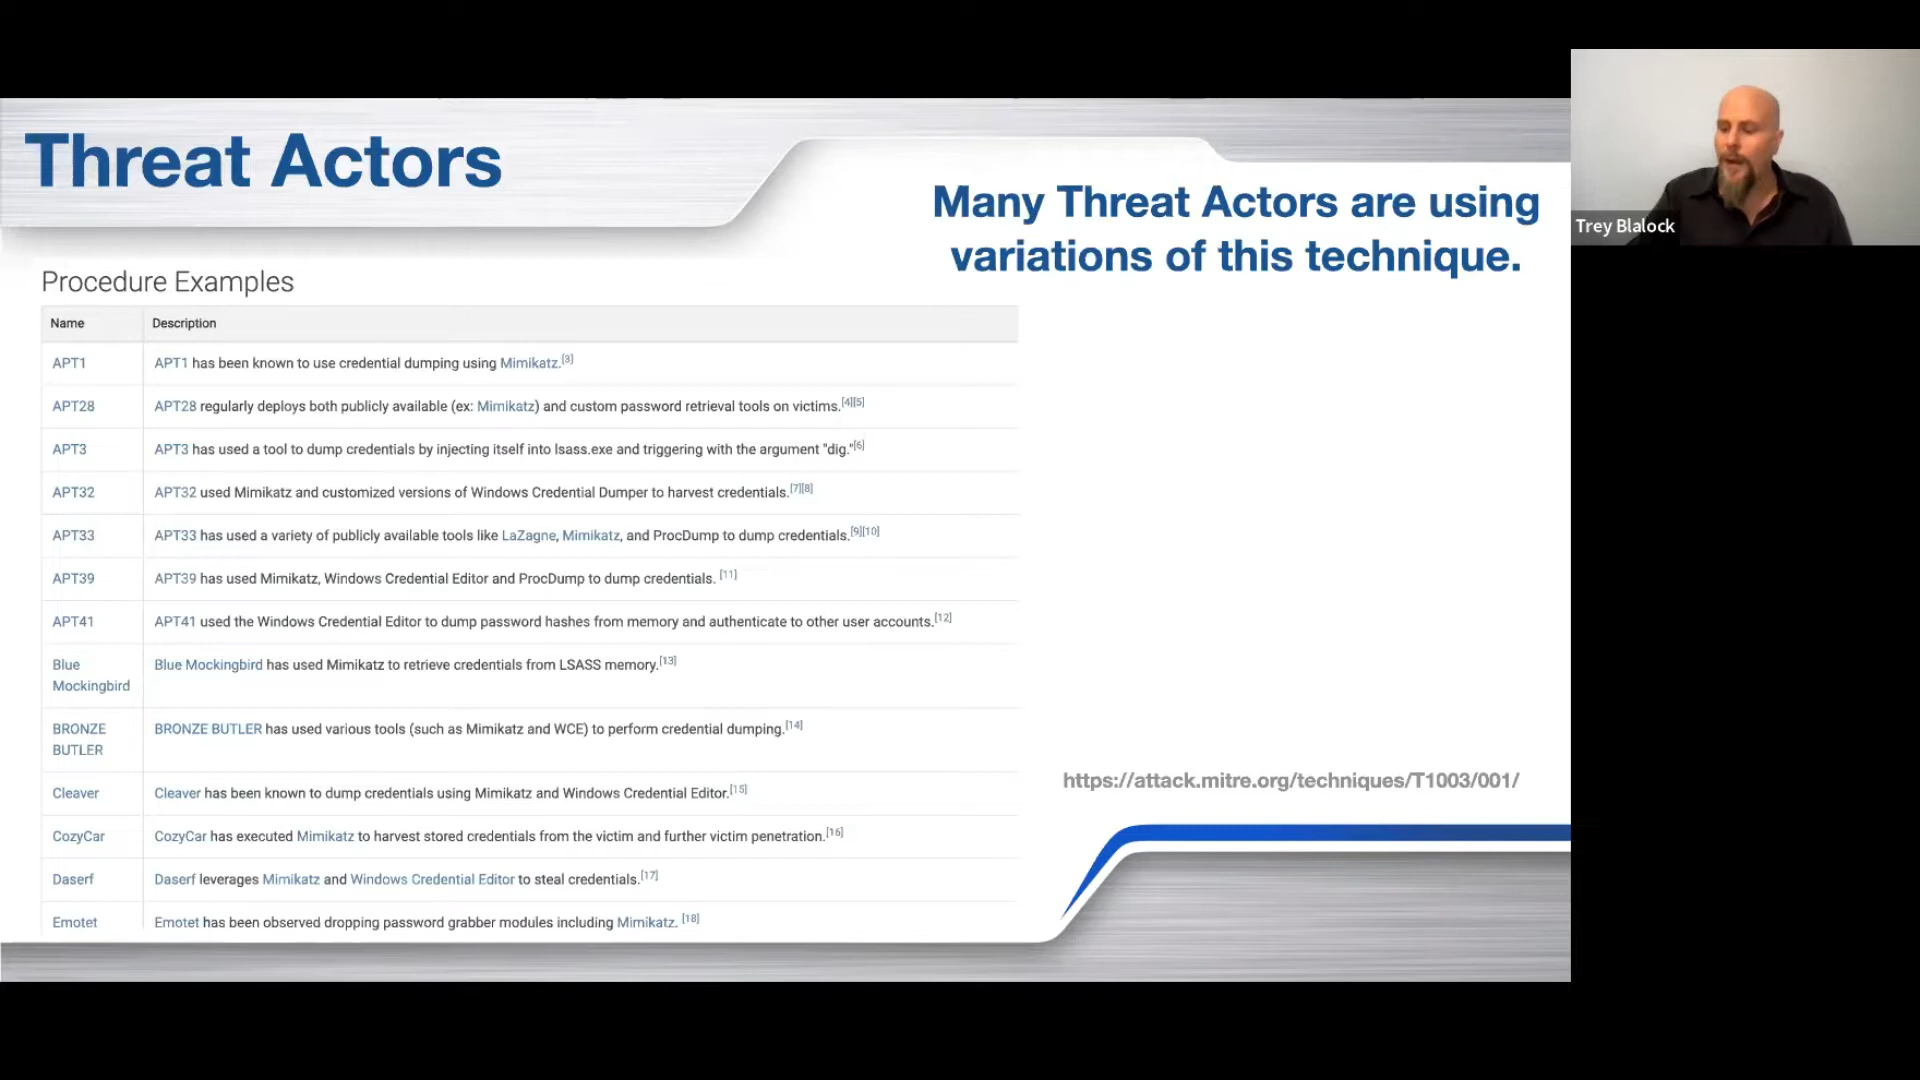 Threat Actors
Many Threat Actors are using
variations of this technique.
Trey Blalock
Procedure Examples
Name Description
APT1 APT1 has been known to use credential dumping using Mimikatz.[3]
APT28 APT28 regularly deploys both publicly available (ex: Mimikatz) and custom password retrieval tools on victims.[4][5]
APT3 APT3 has used a tool to dump credentials by injecting itself into lsass.exe and triggering with the argument "dig."[6]
APT32 APT32 used Mimikatz and customized versions of Windows Credential Dumper to harvest credentials.[7][8]
APT33 APT33 has used a variety of publicly available tools like LaZagne, Mimikatz, and ProcDump to dump credentials.[9][10]
APT39 APT39 has used Mimikatz, Windows Credential Editor and ProcDump to dump credentials. [11]
APT41 APT41 used the Windows Credential Editor to dump password hashes from memory and authenticate to other user accounts.[12]
Blue Blue Mockingbird has used Mimikatz to retrieve credentials from LSASS memory.[13]
Mockingbird
BRONZE BRONZE BUTLER has used various tools (such as Mimikatz and WCE) to perform credential dumping.[14]
BUTLER
Cleaver Cleaver has been known to dump credentials using Mimikatz and Windows Credential Editor.[15]
CozyCar CozyCar has executed Mimikatz to harvest stored credentials from the victim and further victim penetration.[16]
Daserf Daserf leverages Mimikatz and Windows Credential Editor to steal credentials.[17]
Emotet Emotet has been observed dropping password grabber modules including Mimikatz. [18]
https://attack.mitre.org/techniques/T1003/001/